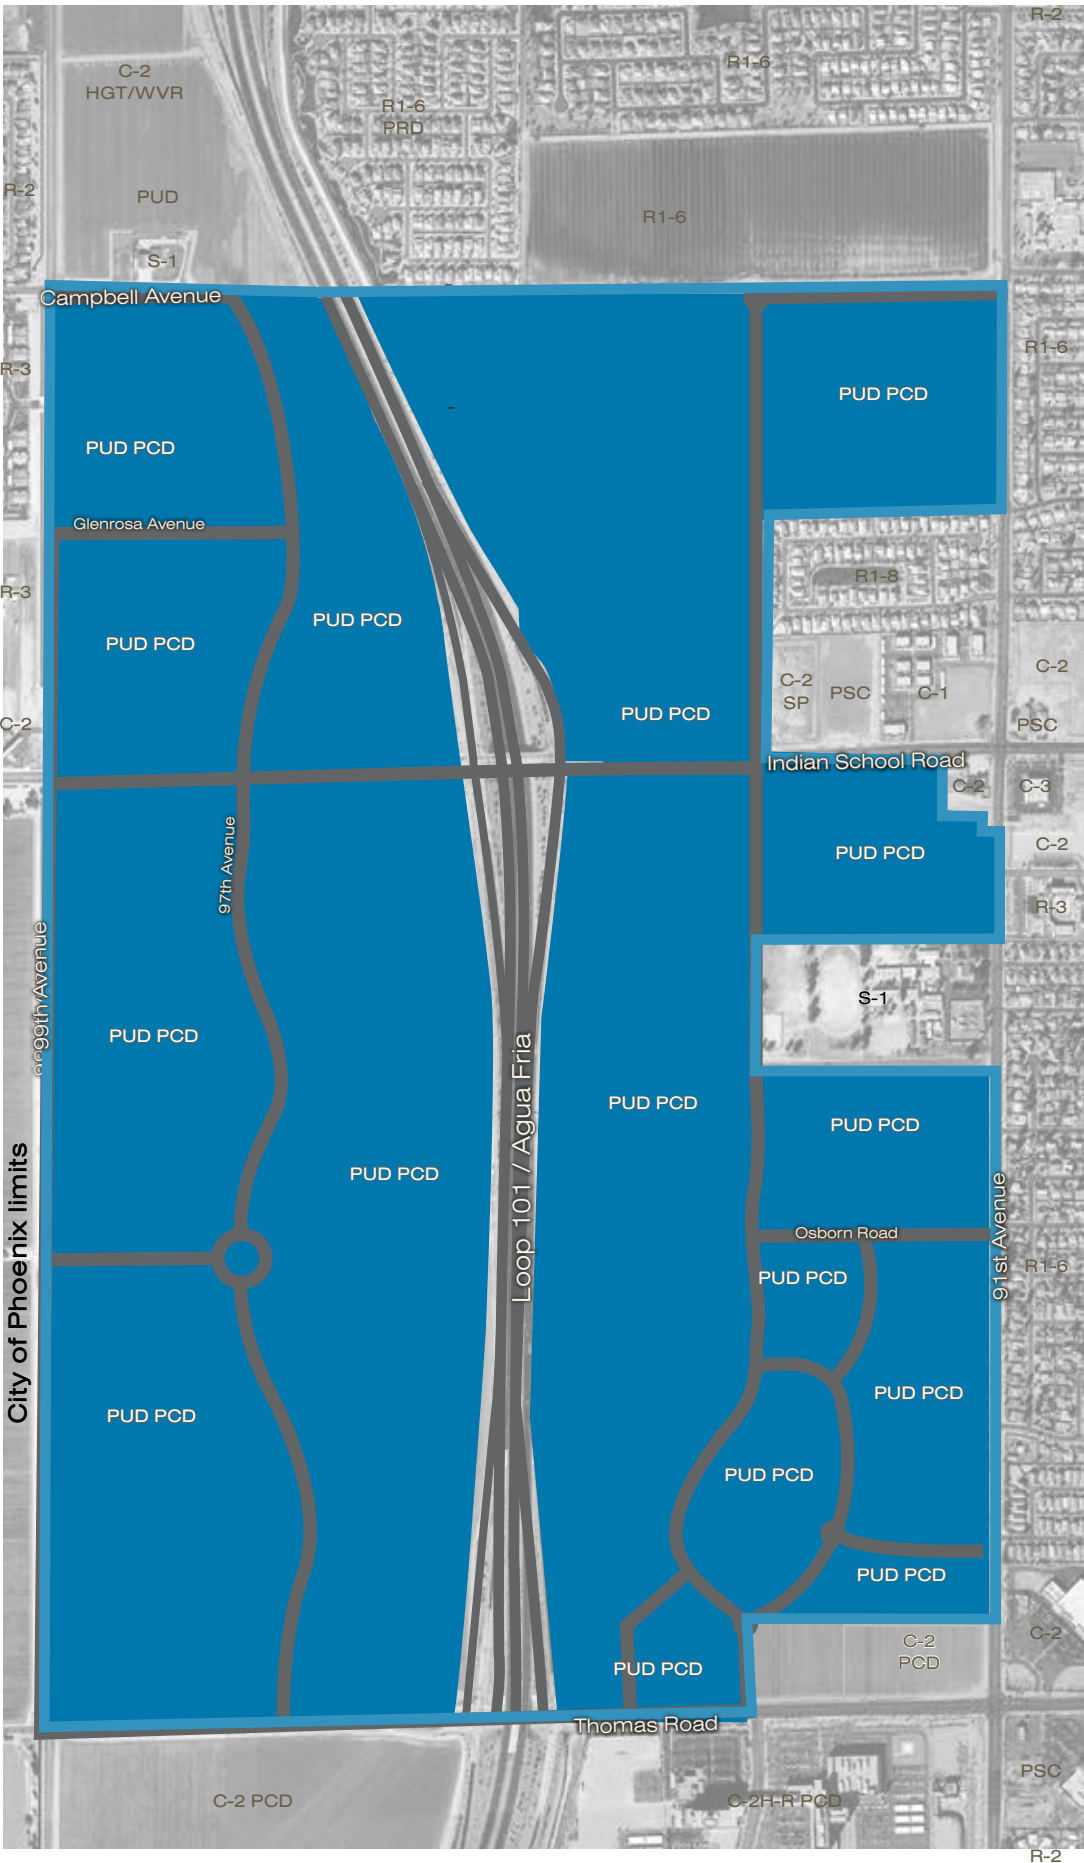 R-2
C-2
HGT/WVR
R1-6
R1-6
PRD
R-2
PUD
R1-6
S-1
Campbell Avenue
R1-6
R-3
PUD PCD
PUD PCD
Glenrosa Avenue
R1-8
R-3
PUD PCD
PUD PCD
C-2
C-2
SP
PSC
C-1
PUD PCD
C-2
PSC
Indian School Road
C-2
C-3
97th Avenue
PUD PCD
C-2
R-3
99th Avenue
S-1
PUD PCD
Loop 101 / Agua Fria
PUD PCD
PUD PCD
PUD PCD
City of Phoenix limits
91st Avenue
Osborn Road
R1-6
PUD PCD
PUD PCD
PUD PCD
PUD PCD
PUD PCD
C-2
PCD
C-2
PUD PCD
Thomas Road
PSC
C-2 PCD
C-2H-R PCD
R-2